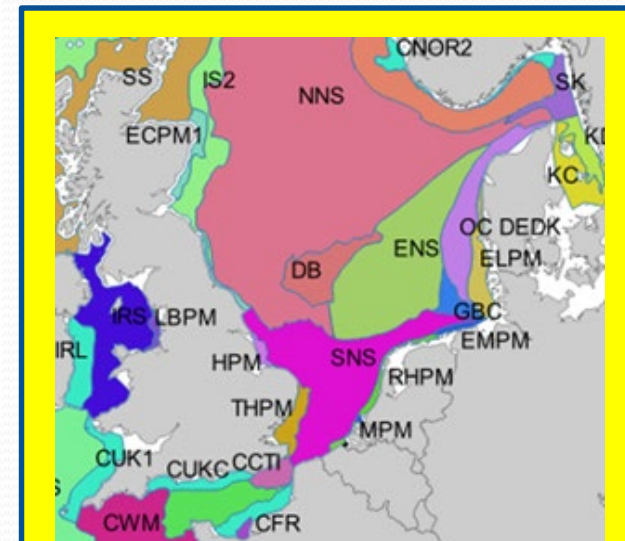 CNOR2
SS
IS2
NNS
SK
ECPM1
KC
OC DEDK
DB
ENS
ELPM
GBC
IRS
LBPM
EMPM
IRL
HPM
SNS
RHPM
THPM
MPM
CUK1
CUKC
CCTI
CWM
CFR